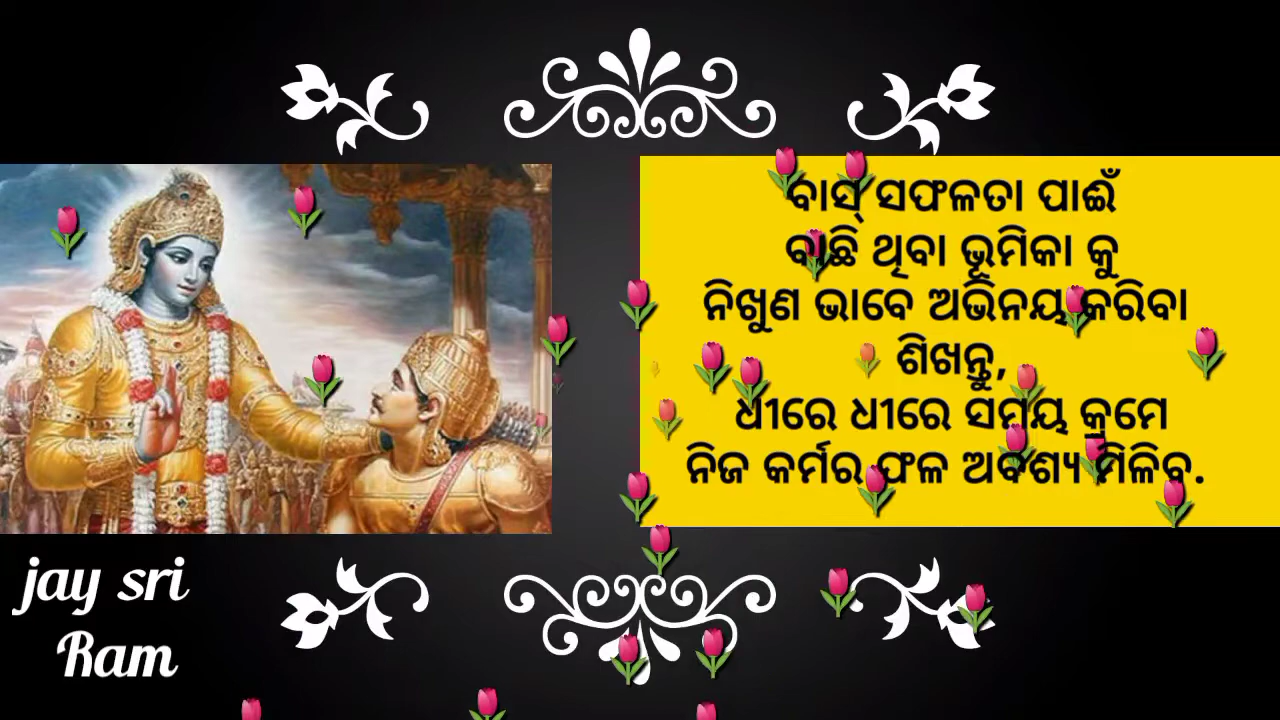 ବାସ୍ ସଫଳତା ପାଇଁ
ବାଛି ଥିବା ଭୂମିକା କୁ
ନିଖୁଣ ଭାବେ ଅଭିନୟ କରିବା
ଶିଖନ୍ତୁ,
ଧୀରେ ଧୀରେ ସମୟ କ୍ରମେ
ନିଜ କର୍ମର ଫଳ ଅବଶ୍ୟ ମିଳିବ.
jay sri
Ram